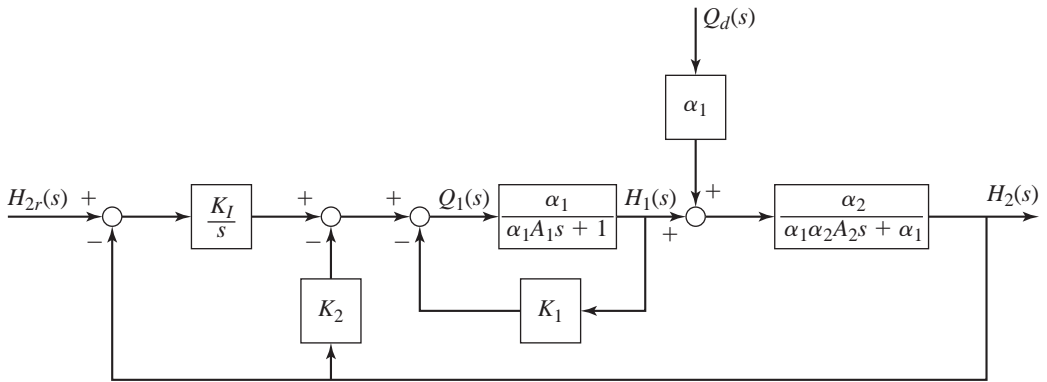 Q_d(s)
α_1
H_{2r}(s) + −
K_I
s
+ −
+ −
Q_1(s)
α_1
α_1A_1s + 1
H_1(s)
+ +
α_2
α_1α_2A_2s + α_1
H_2(s)
K_2
K_1